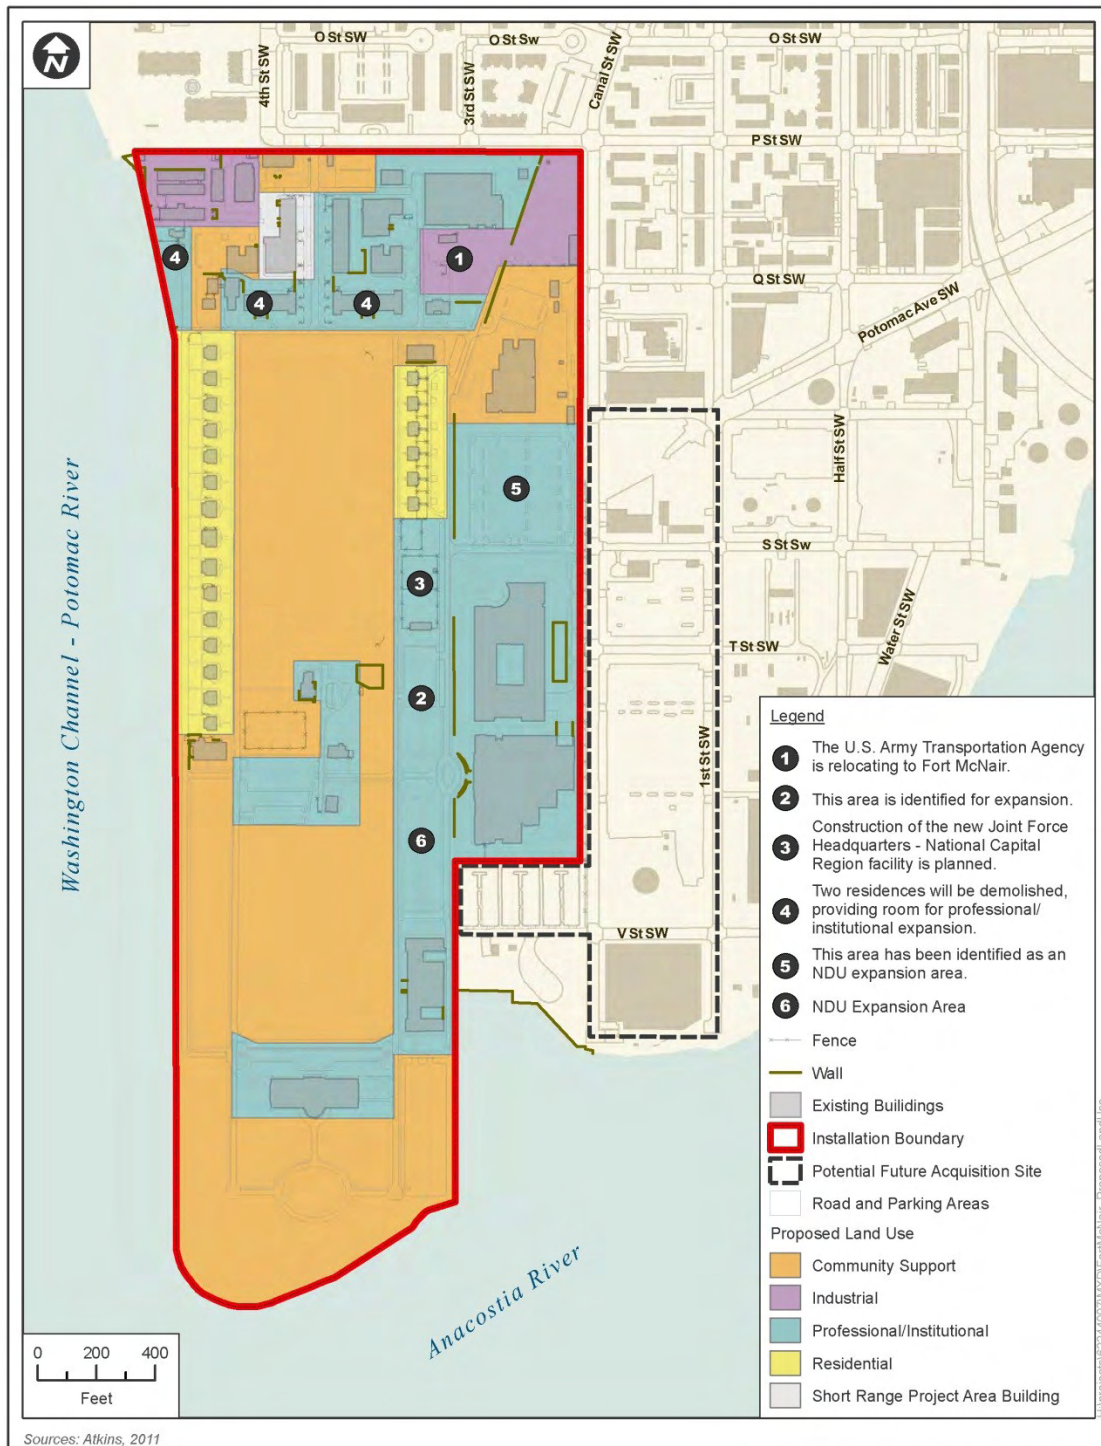 N
O St SW
O St Sw
O St SW
4th St SW
3rd St SW
Canal St SW
P St SW
1
4
4
4
Q St SW
Potomac Ave SW
5
Half St SW
S St Sw
3
T St SW
Water St SW
2
1st St SW
6
V St SW
Washington Channel - Potomac River
Anacostia River
Legend
1 The U.S. Army Transportation Agency
is relocating to Fort McNair.
2 This area is identified for expansion.
3 Construction of the new Joint Force
Headquarters - National Capital
Region facility is planned.
4 Two residences will be demolished,
providing room for professional/
institutional expansion.
5 This area has been identified as an
NDU expansion area.
6 NDU Expansion Area
Fence
Wall
Existing Builidings
Installation Boundary
Potential Future Acquisition Site
Road and Parking Areas
Proposed Land Use
Community Support
Industrial
Professional/Institutional
Residential
Short Range Project Area Building
0 200 400
Feet
Sources: Atkins, 2011